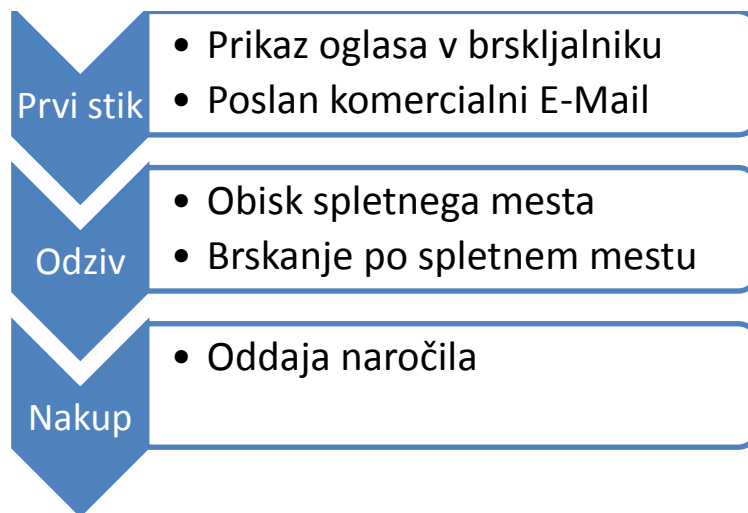 Prvi stik
• Prikaz oglasa v brskljalniku
• Poslan komercialni E-Mail
Odziv
• Obisk spletnega mesta
• Brskanje po spletnem mestu
Nakup
• Oddaja naročila